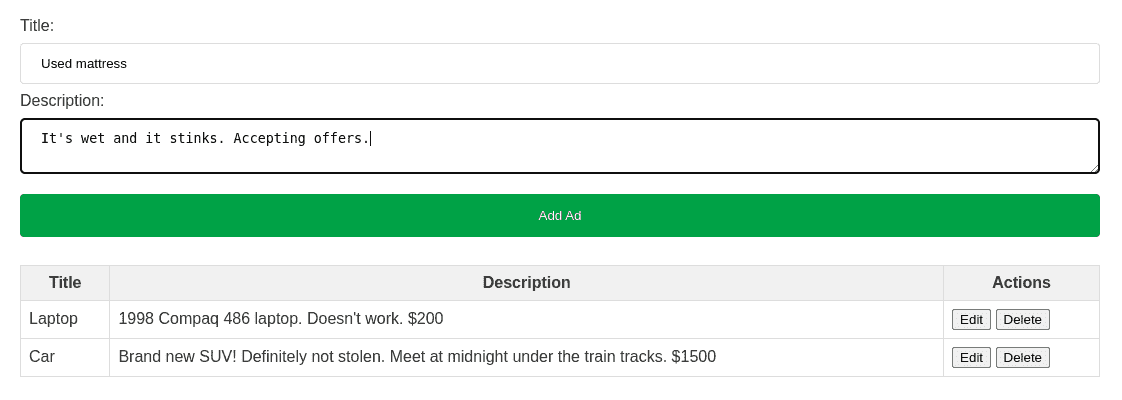 Title:
Used mattress
Description:
It's wet and it stinks. Accepting offers.
Add Ad
Title Description Actions
Laptop 1998 Compaq 486 laptop. Doesn't work. $200 Edit Delete
Car Brand new SUV! Definitely not stolen. Meet at midnight under the train tracks. $1500 Edit Delete